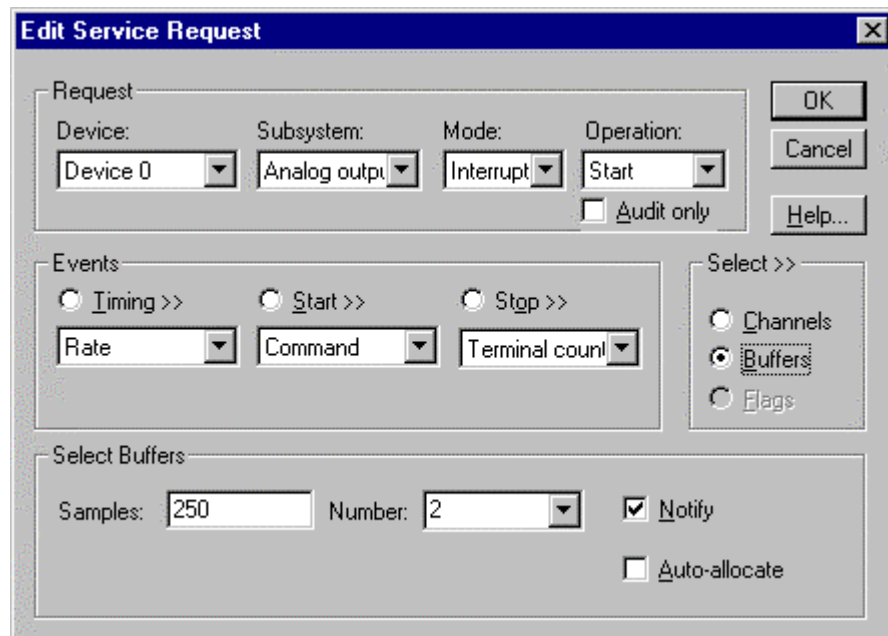 Edit Service Request
Request
OK
Device: Subsystem: Mode: Operation:
Device 0 Analog outpu Interrupt Start
Cancel
Audit only
Help...
Events
Select >>
Timing >> Start >> Stop >>
Channels
Rate Command Terminal count
Buffers
Flags
Select Buffers
Samples: 250 Number: 2 Notify
Auto-allocate